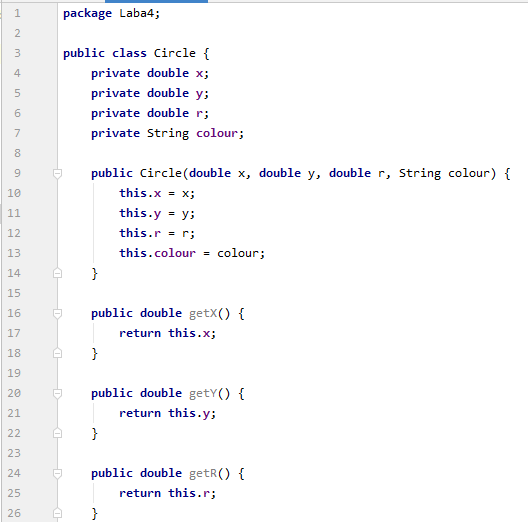 1 package Laba4;
2
3 public class Circle {
4 private double x;
5 private double y;
6 private double r;
7 private String colour;
8
9 public Circle(double x, double y, double r, String colour) {
10 this.x = x;
11 this.y = y;
12 this.r = r;
13 this.colour = colour;
14 }
15
16 public double getX() {
17 return this.x;
18 }
19
20 public double getY() {
21 return this.y;
22 }
23
24 public double getR() {
25 return this.r;
26 }